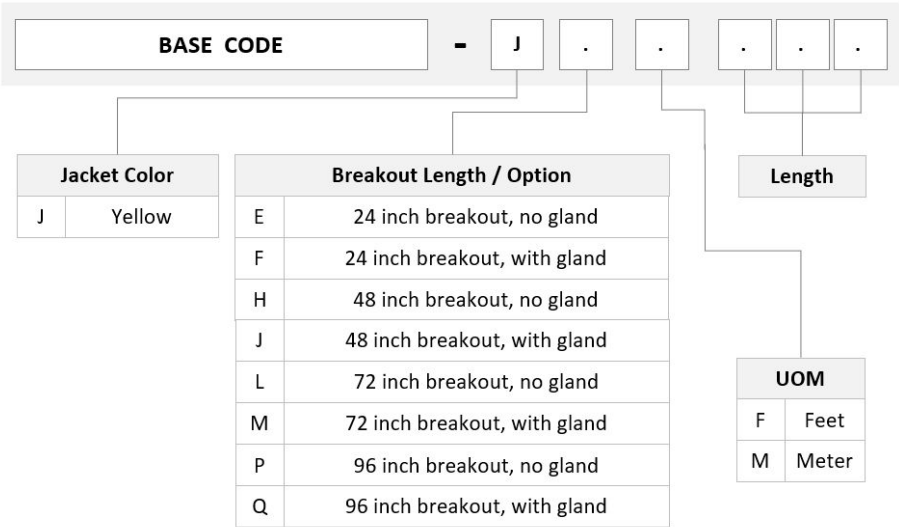 BASE CODE - J . . . . .
Jacket Color
J Yellow
Breakout Length / Option
E 24 inch breakout, no gland
F 24 inch breakout, with gland
H 48 inch breakout, no gland
J 48 inch breakout, with gland
L 72 inch breakout, no gland
M 72 inch breakout, with gland
P 96 inch breakout, no gland
Q 96 inch breakout, with gland
Length
UOM
F Feet
M Meter